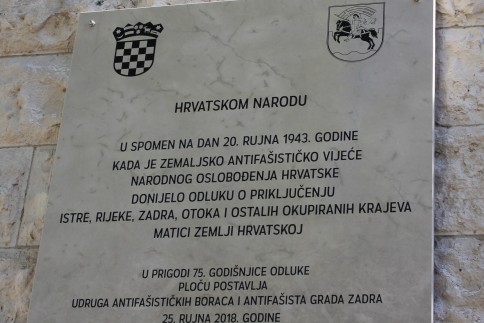 HRVATSKOM NARODU
U SPOMEN NA DAN 20. RUJNA 1943. GODINE
KADA JE ZEMALJSKO ANTIFAŠISTIČKO VIJEĆE
NARODNOG OSLOBOĐENJA HRVATSKE
DONIJELO ODLUKU O PRIKLJUČENJU
ISTRE, RIJEKE, ZADRA, OTOKA I OSTALIH OKUPIRANIH KRAJEVA
MATICI ZEMLJI HRVATSKOJ
U PRIGODI 75. GODIŠNJICE ODLUKE
PLOČU POSTAVLJA
UDRUGA ANTIFAŠISTIČKIH BORACA I ANTIFAŠISTA GRADA ZADRA
25. RUJNA 2018. GODINE